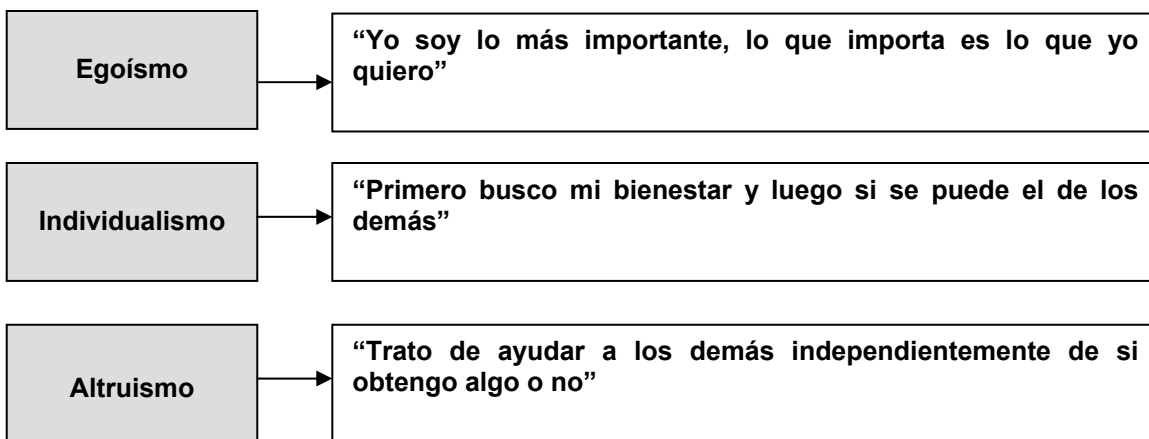 Egoísmo
“Yo soy lo más importante, lo que importa es lo que yo
quiero”
Individualismo
“Primero busco mi bienestar y luego si se puede el de los
demás”
Altruismo
“Trato de ayudar a los demás independientemente de si
obtengo algo o no”